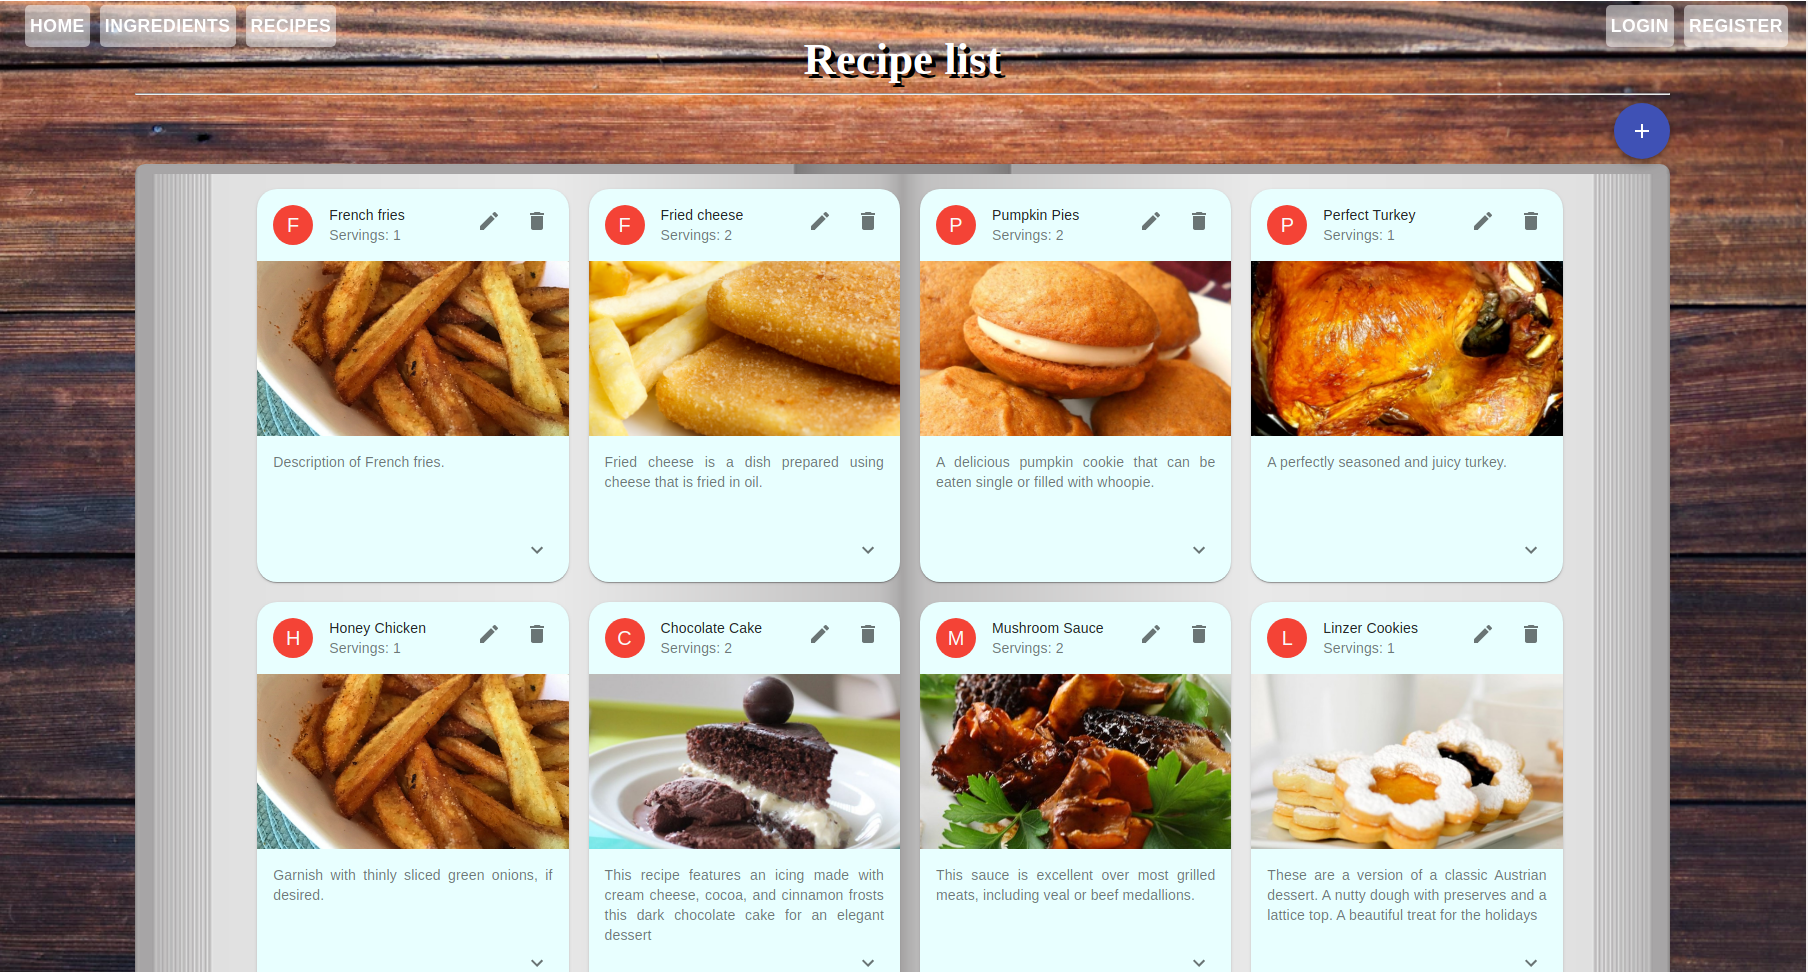 HOME INGREDIENTS RECIPES LOGIN REGISTER
Recipe list
+
F French fries
Servings: 1
F Fried cheese
Servings: 2
P Pumpkin Pies
Servings: 2
P Perfect Turkey
Servings: 1
Description of French fries.
Fried cheese is a dish prepared using
cheese that is fried in oil.
A delicious pumpkin cookie that can be
eaten single or filled with whoopie.
A perfectly seasoned and juicy turkey.
H Honey Chicken
Servings: 1
C Chocolate Cake
Servings: 2
M Mushroom Sauce
Servings: 2
L Linzer Cookies
Servings: 1
Garnish with thinly sliced green onions, if
desired.
This recipe features an icing made with
cream cheese, cocoa, and cinnamon frosts
this dark chocolate cake for an elegant
dessert
This sauce is excellent over most grilled
meats, including veal or beef medallions.
These are a version of a classic Austrian
dessert. A nutty dough with preserves and a
lattice top. A beautiful treat for the holidays